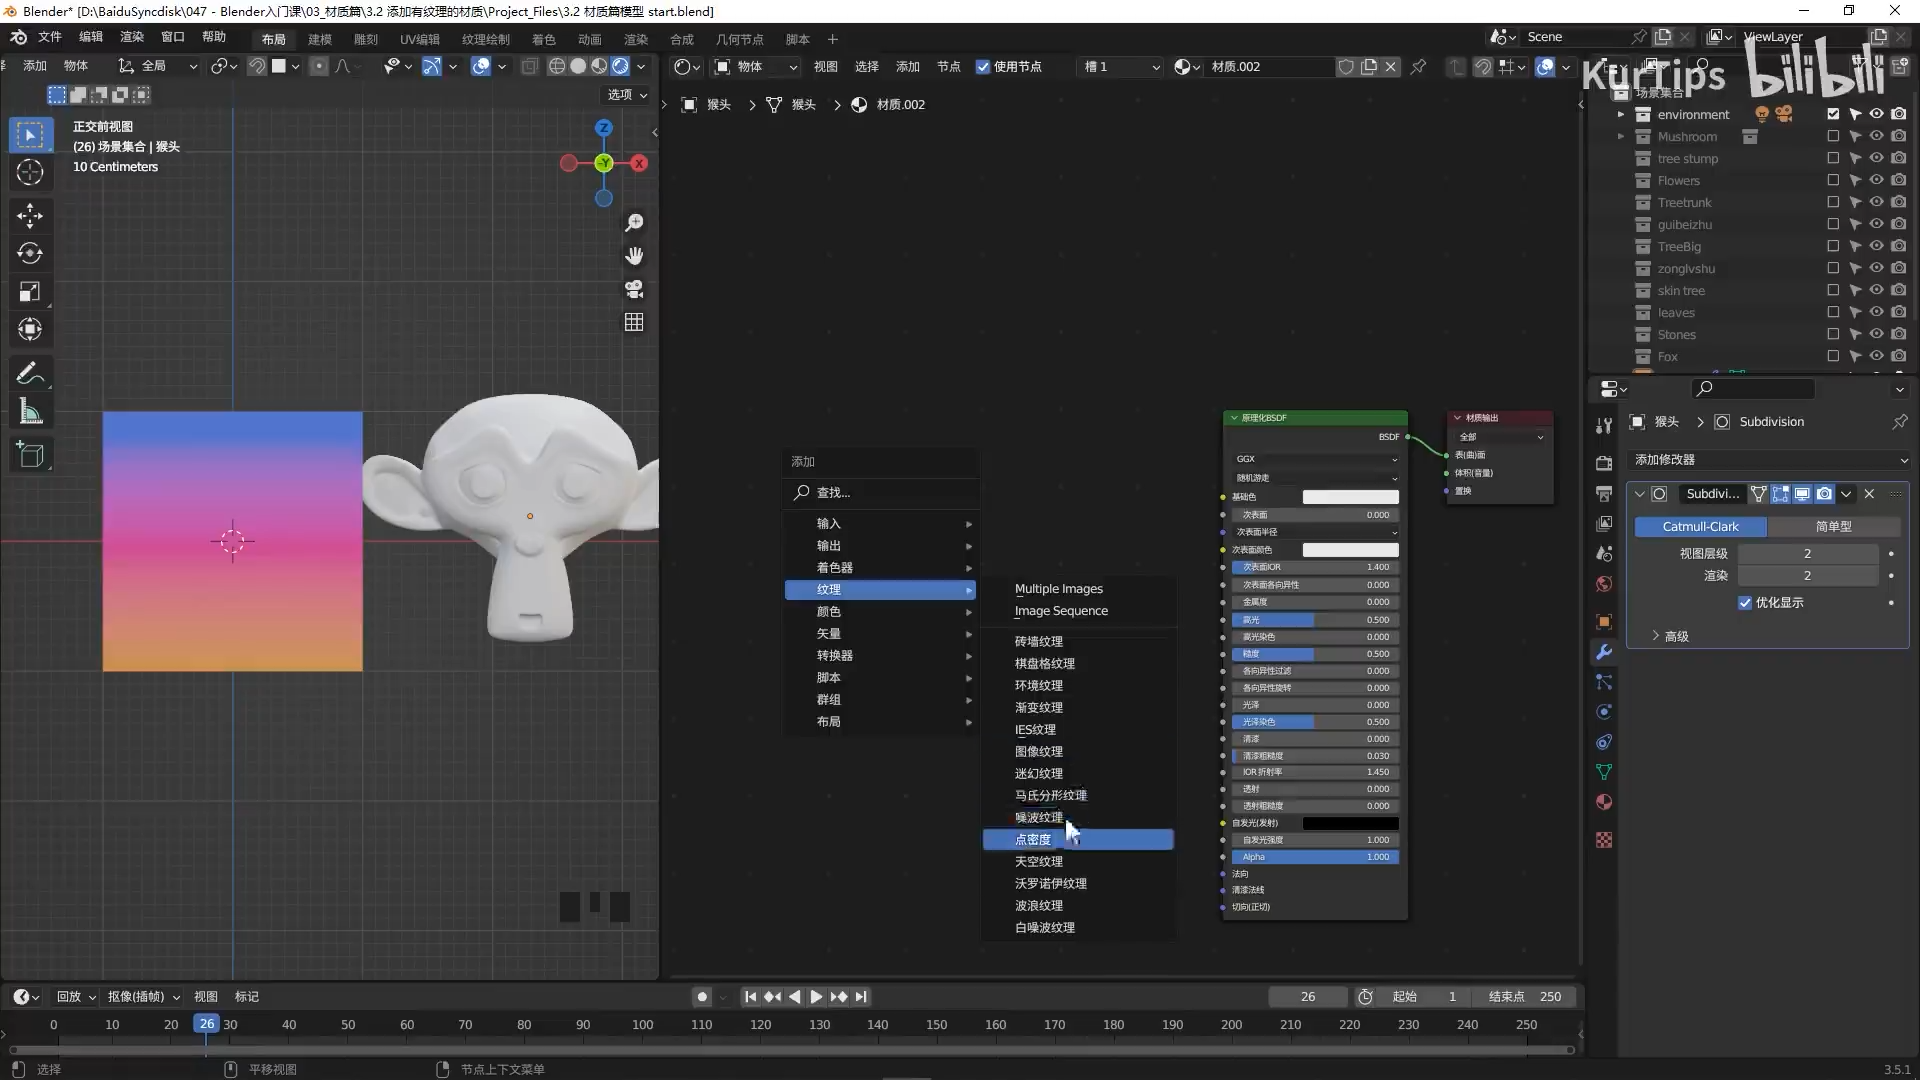 Blender* [D:\BaiduSyncdisk\047 - Blender入门课\03_材质篇\3.2 添加有纹理的材质\Project_Files\3.2 材质篇模型 start.blend]
文件 编辑 渲染 窗口 帮助 布局 建模 雕刻 UV编辑 纹理绘制 着色 动画 渲染 合成 几何节点 脚本 + Scene ViewLayer
添加 物体 全局 物体 视图 选择 添加 节点 使用节点 槽 1 材质.002
KurTips bilibili
选项
猴头 > 猴头 > 材质.002
正交前视图
(26) 场景集合 | 猴头
10 Centimeters
Z
-Y
X
场景集合
environment
Mushroom
tree stump
Flowers
Treetrunk
guibeizhu
TreeBig
zonglvshu
skin tree
leaves
Stones
Fox
添加
查找...
输入
输出
着色器
纹理
颜色
矢量
转换器
脚本
群组
布局
Multiple Images
Image Sequence
砖墙纹理
棋盘格纹理
环境纹理
渐变纹理
IES纹理
图像纹理
迷幻纹理
马氏分形纹理
噪波纹理
点密度
天空纹理
沃罗诺伊纹理
波浪纹理
白噪波纹理
原理化BSDF
BSDF
GGX
随机游走
基础色
次表面 0.000
次表面半径
次表面颜色
次表面IOR 1.400
次表面各向异性 0.000
金属度 0.000
高光 0.500
高光染色 0.000
糙度 0.500
各向异性过滤 0.000
各向异性旋转 0.000
光泽 0.000
光泽染色 0.500
清漆 0.000
清漆粗糙度 0.030
IOR 折射率 1.450
透射 0.000
透射粗糙度 0.000
自发光(发射)
自发光强度 1.000
Alpha 1.000
法向
清漆法线
切向(正切)
材质输出
全部
表(曲)面
体积(音量)
置换
猴头 > Subdivision
添加修改器
Subdivi...
Catmull-Clark 简单型
视图层级 2
渲染 2
优化显示
高级
回放 抠像(插帧) 视图 标记 26 起始 1 结束点 250
0 10 20 26 30 40 50 60 70 80 90 100 110 120 130 140 150 160 170 180 190 200 210 220 230 240 250
选择 平移视图 节点上下文菜单 3.5.1